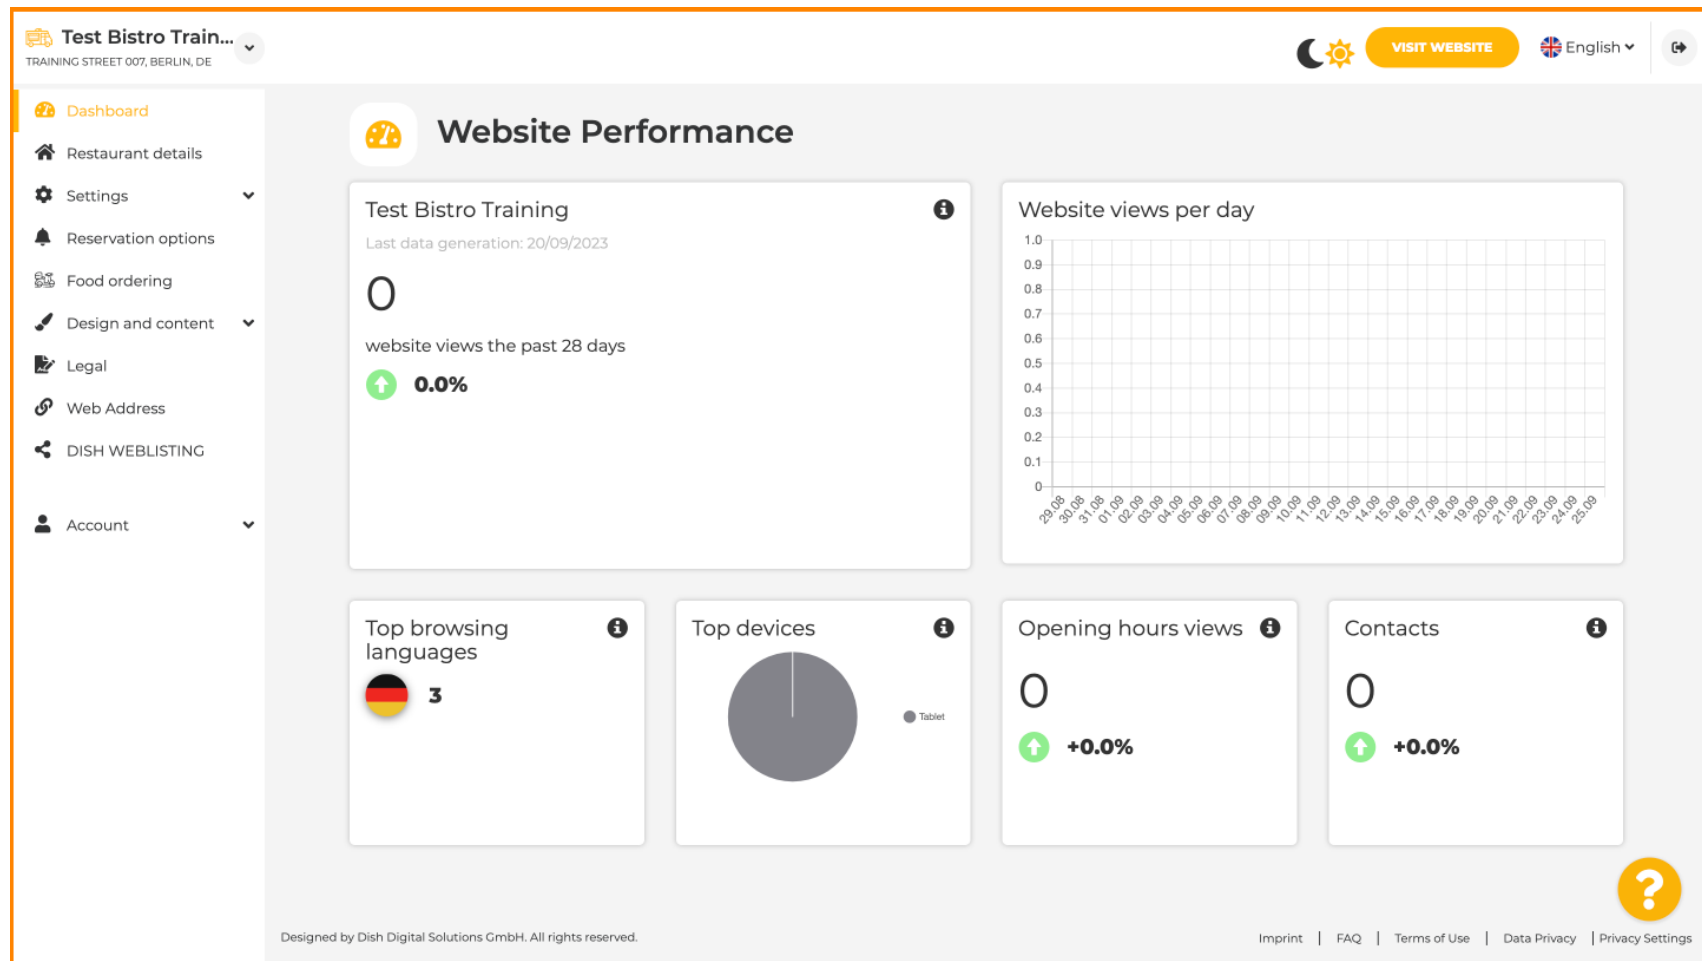 Test Bistro Train...
TRAINING STREET 007, BERLIN, DE
VISIT WEBSITE
English
Dashboard
Restaurant details
Settings
Reservation options
Food ordering
Design and content
Legal
Web Address
DISH WEBLISTING
Account
Website Performance
Test Bistro Training
Last data generation: 20/09/2023
0
website views the past 28 days
0.0%
Website views per day
1.0
0.9
0.8
0.7
0.6
0.5
0.4
0.3
0.2
0.1
0
29.08 30.08 31.08 01.09 02.09 03.09 04.09 05.09 06.09 07.09 08.09 09.09 10.09 11.09 12.09 13.09 14.09 15.09 16.09 17.09 18.09 19.09 20.09 21.09 22.09 23.09 24.09 25.09
Top browsing
languages
3
Top devices
Tablet
Opening hours views
0
+0.0%
Contacts
0
+0.0%
?
Designed by Dish Digital Solutions GmbH. All rights reserved.
Imprint | FAQ | Terms of Use | Data Privacy | Privacy Settings